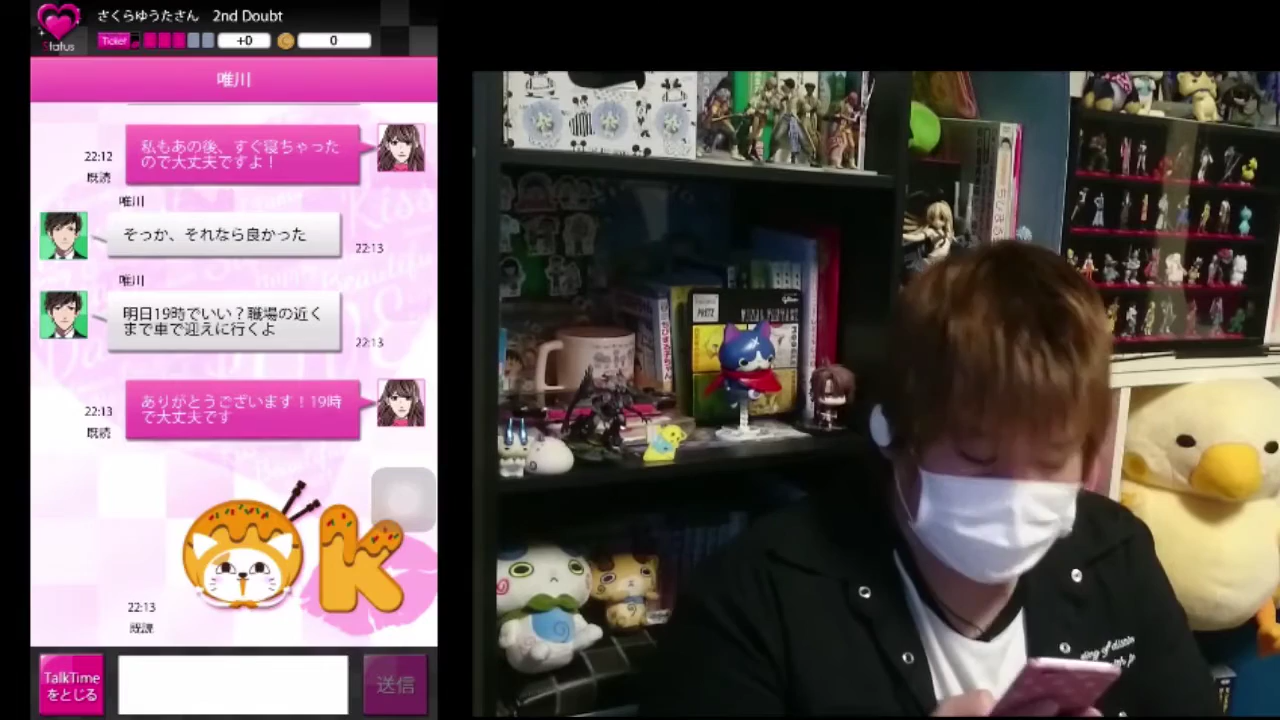 さくらゆうたさん 2nd Doubt
Status
Ticket
+0
0
唯川
私もあの後、すぐ寝ちゃった
ので大丈夫ですよ！
22:12
既読
唯川
そっか、それなら良かった
22:13
唯川
明日19時でいい？職場の近く
まで車で迎えに行くよ
22:13
ありがとうございます！19時
で大丈夫です
22:13
既読
OK
22:13
既読
TalkTime
をとじる
送信